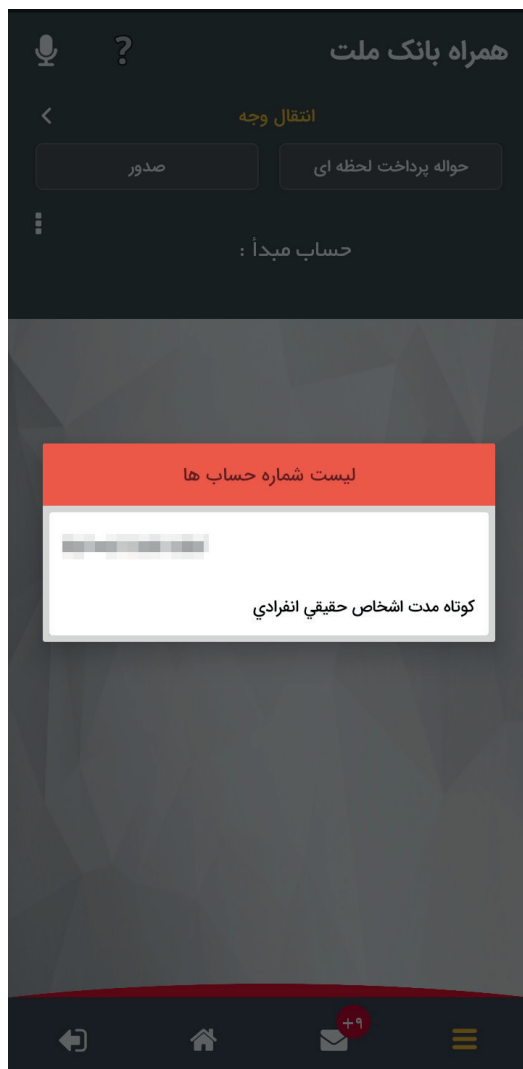 همراه بانک ملت
?
انتقال وجه
حواله پرداخت لحظه ای
صدور
حساب مبدأ :
لیست شماره حساب ها
کوتاه مدت اشخاص حقيقي انفرادي
+۹